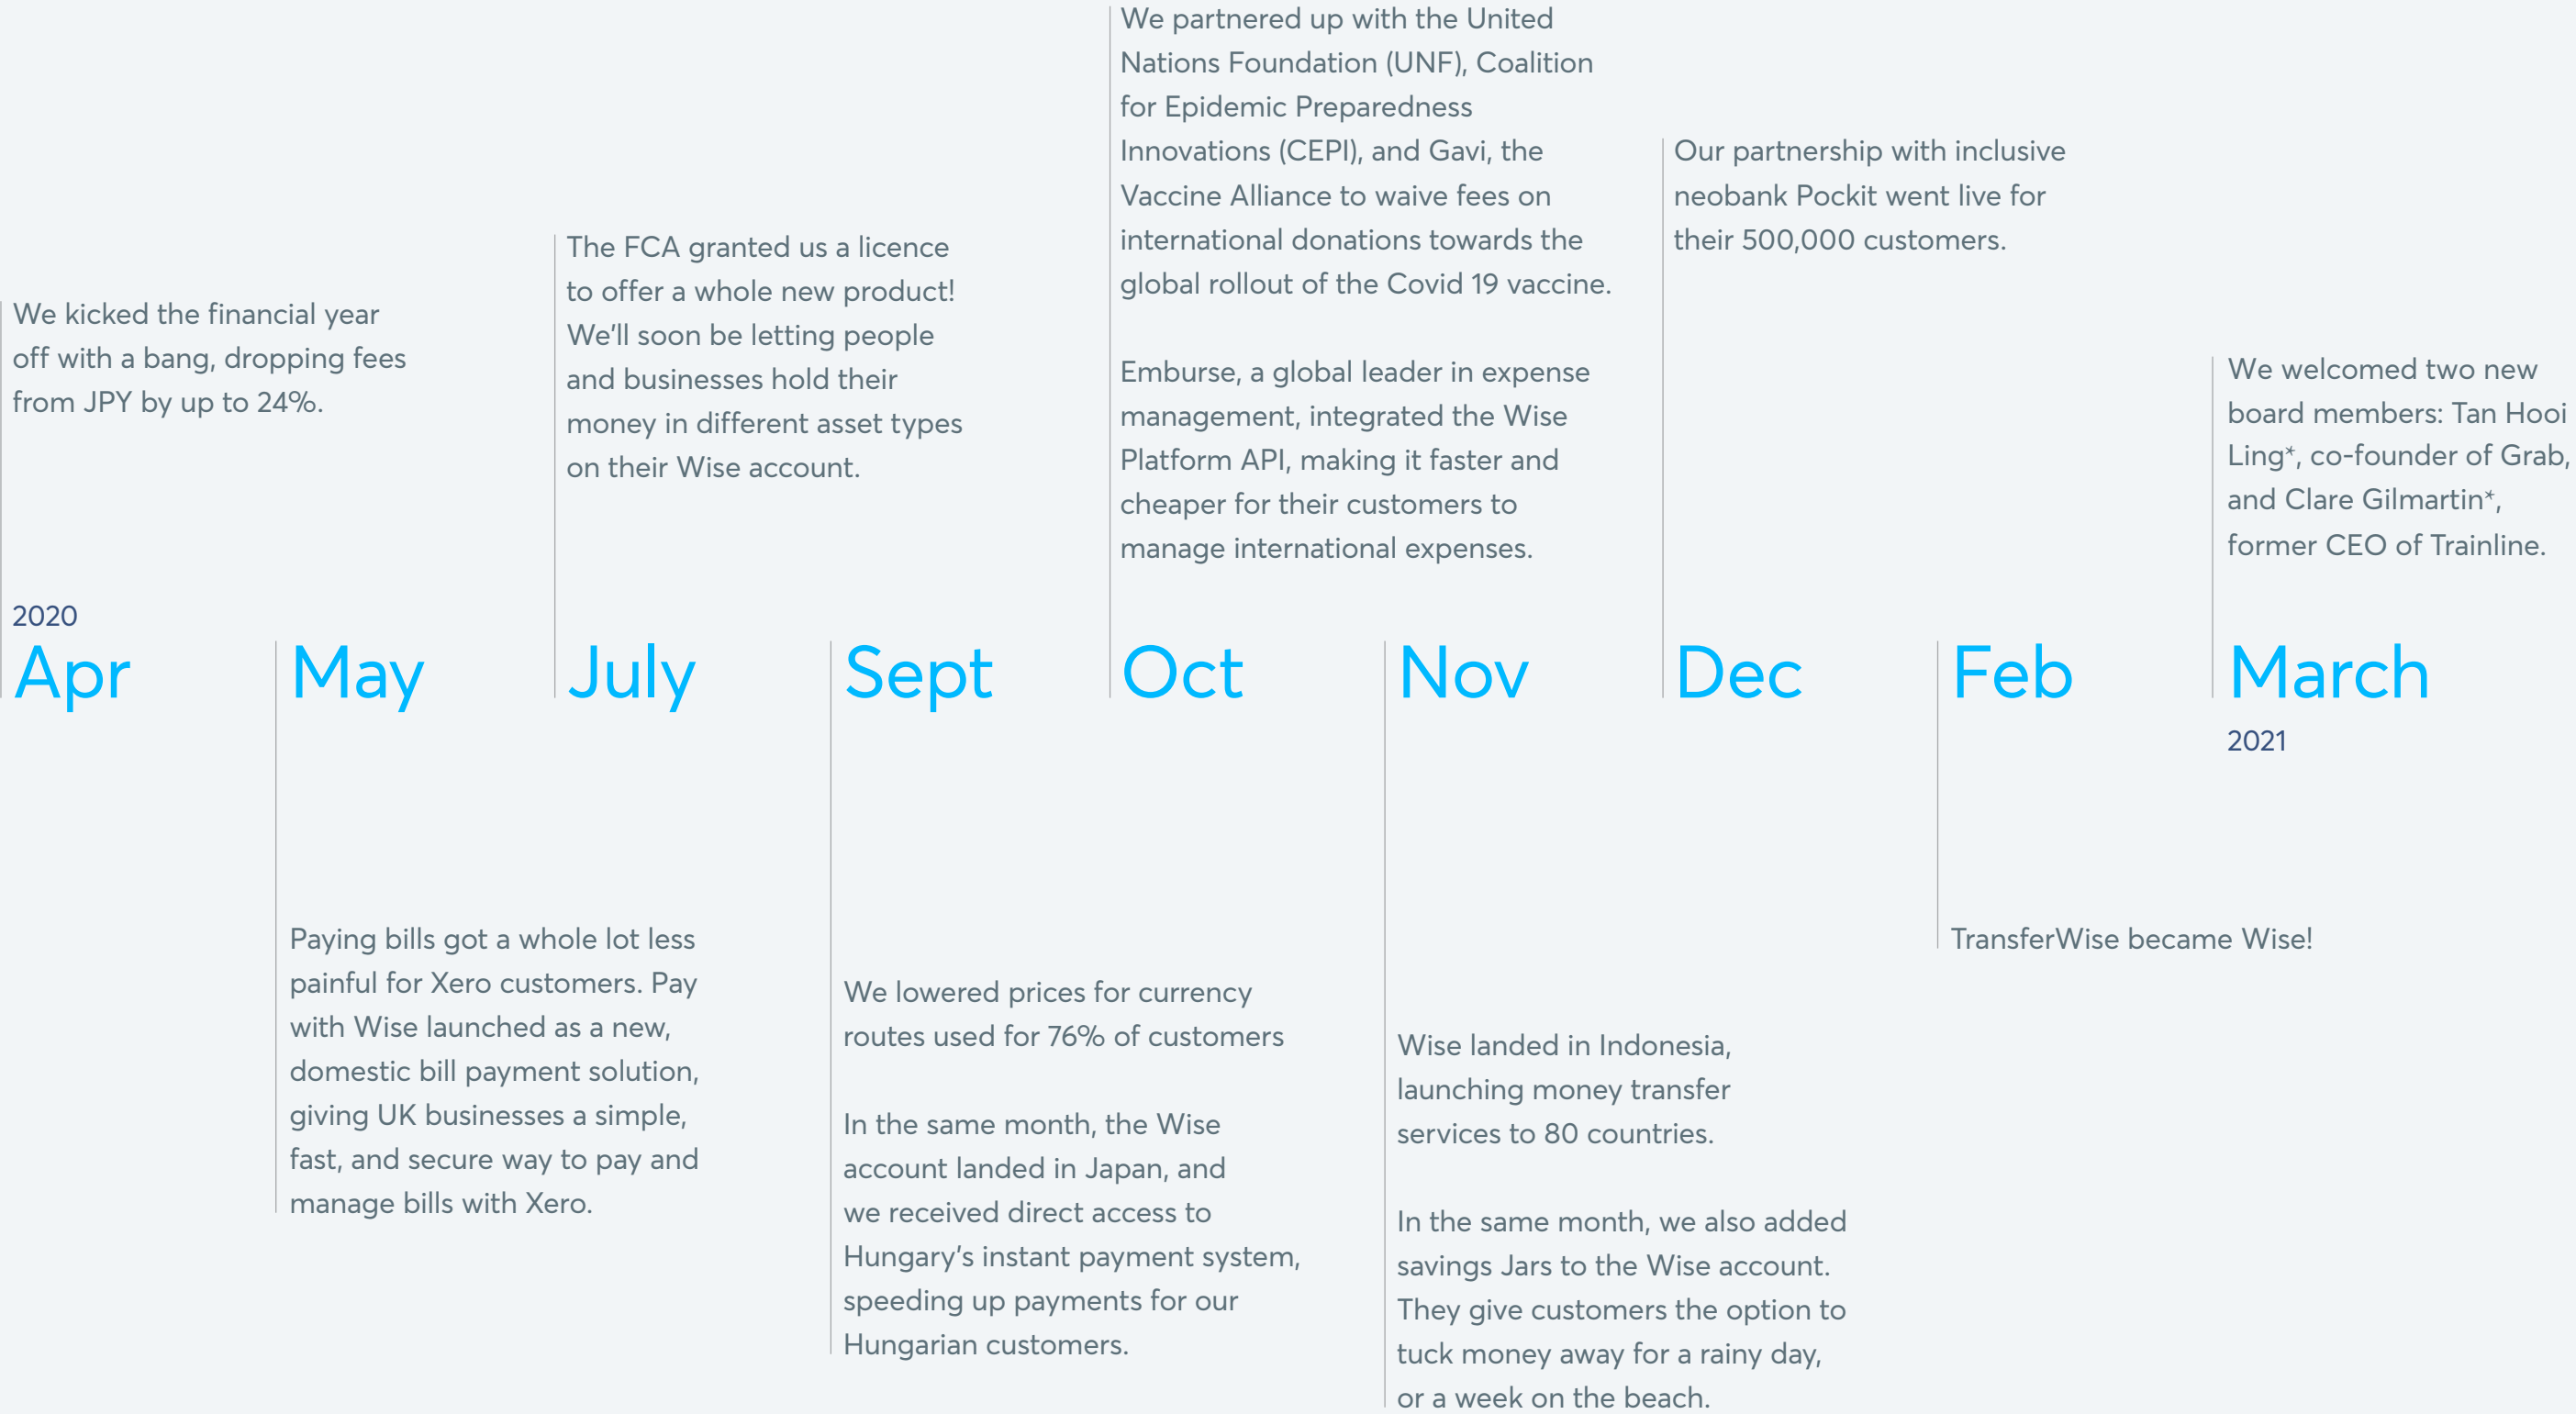 We kicked the financial year
off with a bang, dropping fees
from JPY by up to 24%.
2020
Apr
May
Paying bills got a whole lot less
painful for Xero customers. Pay
with Wise launched as a new,
domestic bill payment solution,
giving UK businesses a simple,
fast, and secure way to pay and
manage bills with Xero.
The FCA granted us a licence
to offer a whole new product!
We'll soon be letting people
and businesses hold their
money in different asset types
on their Wise account.
July
Sept
We lowered prices for currency
routes used for 76% of customers
In the same month, the Wise
account landed in Japan, and
we received direct access to
Hungary's instant payment system,
speeding up payments for our
Hungarian customers.
We partnered up with the United
Nations Foundation (UNF), Coalition
for Epidemic Preparedness
Innovations (CEPI), and Gavi, the
Vaccine Alliance to waive fees on
international donations towards the
global rollout of the Covid 19 vaccine.
Emburse, a global leader in expense
management, integrated the Wise
Platform API, making it faster and
cheaper for their customers to
manage international expenses.
Oct
Nov
Wise landed in Indonesia,
launching money transfer
services to 80 countries.
In the same month, we also added
savings Jars to the Wise account.
They give customers the option to
tuck money away for a rainy day,
or a week on the beach.
Our partnership with inclusive
neobank Pockit went live for
their 500,000 customers.
Dec
Feb
TransferWise became Wise!
We welcomed two new
board members: Tan Hooi
Ling*, co-founder of Grab,
and Clare Gilmartin*,
former CEO of Trainline.
March
2021